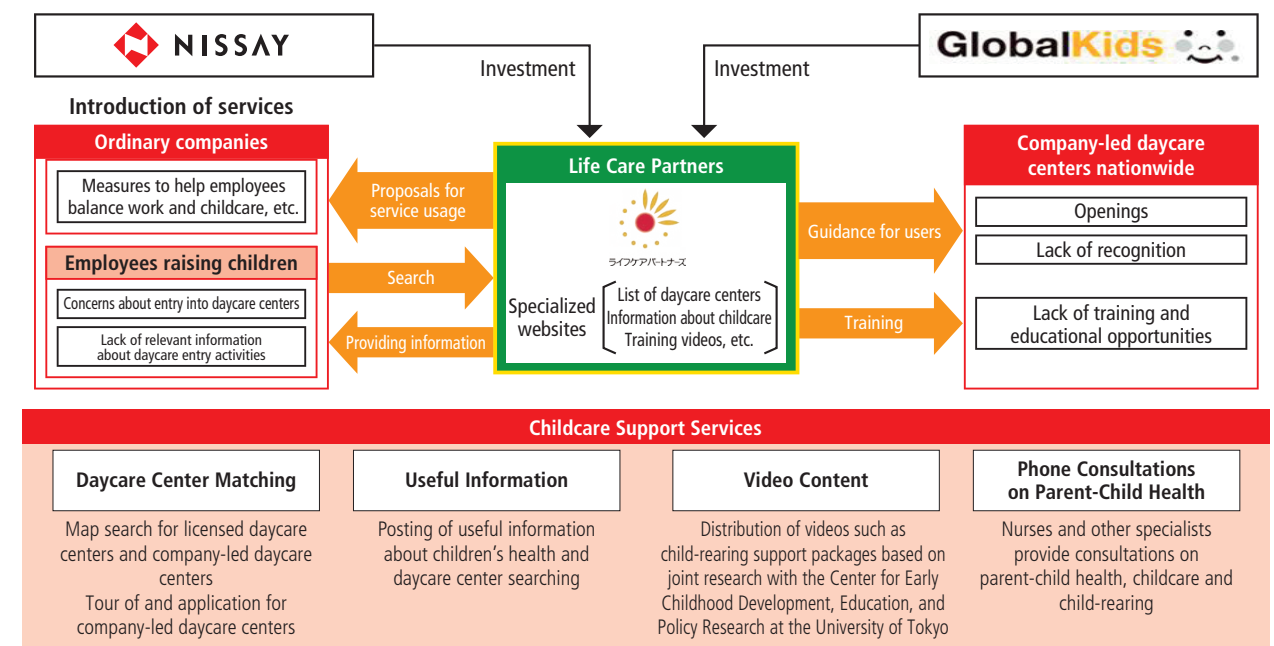 NISSAY
GlobalKids
Investment
Investment
Introduction of services
Ordinary companies
Measures to help employees
balance work and childcare, etc.
Employees raising children
Concerns about entry into daycare centers
Lack of relevant information
about daycare entry activities
Proposals for
service usage
Search
Providing information
Life Care Partners
ライフケアパートナーズ
Specialized
websites
List of daycare centers
Information about childcare
Training videos, etc.
Guidance for users
Training
Company-led daycare
centers nationwide
Openings
Lack of recognition
Lack of training and
educational opportunities
Childcare Support Services
Daycare Center Matching
Map search for licensed daycare
centers and company-led daycare
centers
Tour of and application for
company-led daycare centers
Useful Information
Posting of useful information
about children's health and
daycare center searching
Video Content
Distribution of videos such as
child-rearing support packages based on
joint research with the Center for Early
Childhood Development, Education, and
Policy Research at the University of Tokyo
Phone Consultations
on Parent-Child Health
Nurses and other specialists
provide consultations on
parent-child health, childcare and
child-rearing